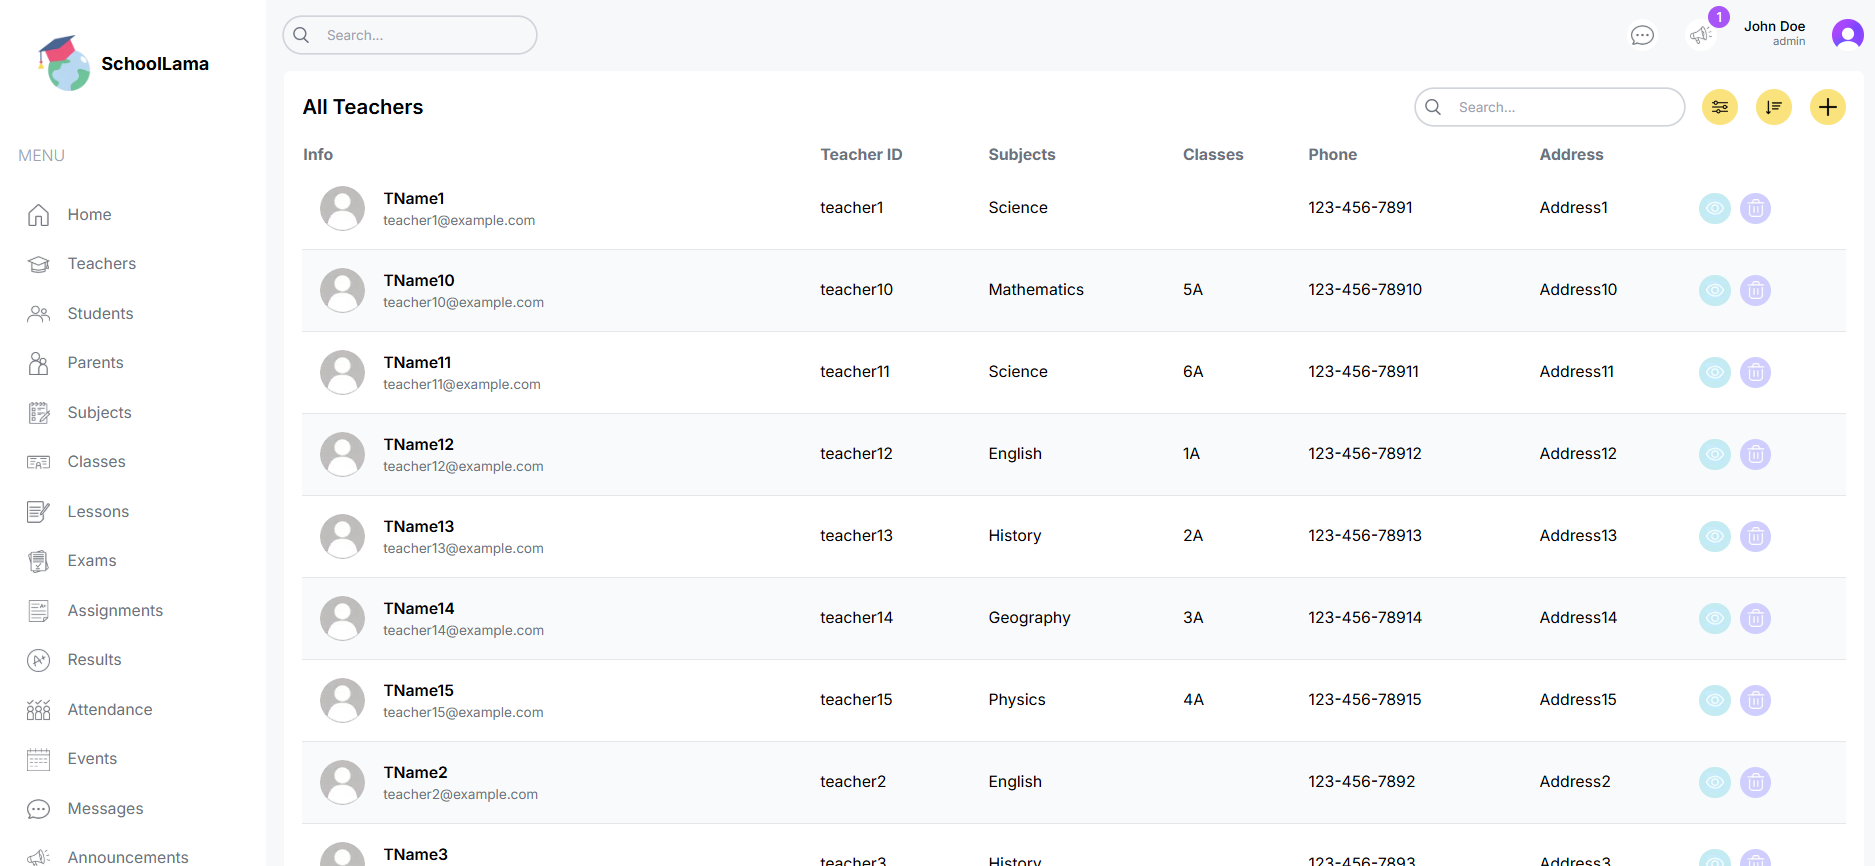 SchoolLama
MENU
Home
Teachers
Students
Parents
Subjects
Classes
Lessons
Exams
Assignments
Results
Attendance
Events
Messages
Announcements
Search...
1
John Doe
admin
All Teachers
Search...
Info Teacher ID Subjects Classes Phone Address
TName1
teacher1@example.com
teacher1 Science 123-456-7891 Address1
TName10
teacher10@example.com
teacher10 Mathematics 5A 123-456-78910 Address10
TName11
teacher11@example.com
teacher11 Science 6A 123-456-78911 Address11
TName12
teacher12@example.com
teacher12 English 1A 123-456-78912 Address12
TName13
teacher13@example.com
teacher13 History 2A 123-456-78913 Address13
TName14
teacher14@example.com
teacher14 Geography 3A 123-456-78914 Address14
TName15
teacher15@example.com
teacher15 Physics 4A 123-456-78915 Address15
TName2
teacher2@example.com
teacher2 English 123-456-7892 Address2
TName3
teacher3 History 123-456-7893 Address3